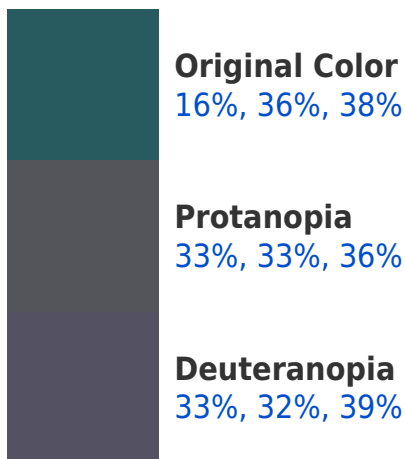 Original Color
16%, 36%, 38%
Protanopia
33%, 33%, 36%
Deuteranopia
33%, 32%, 39%